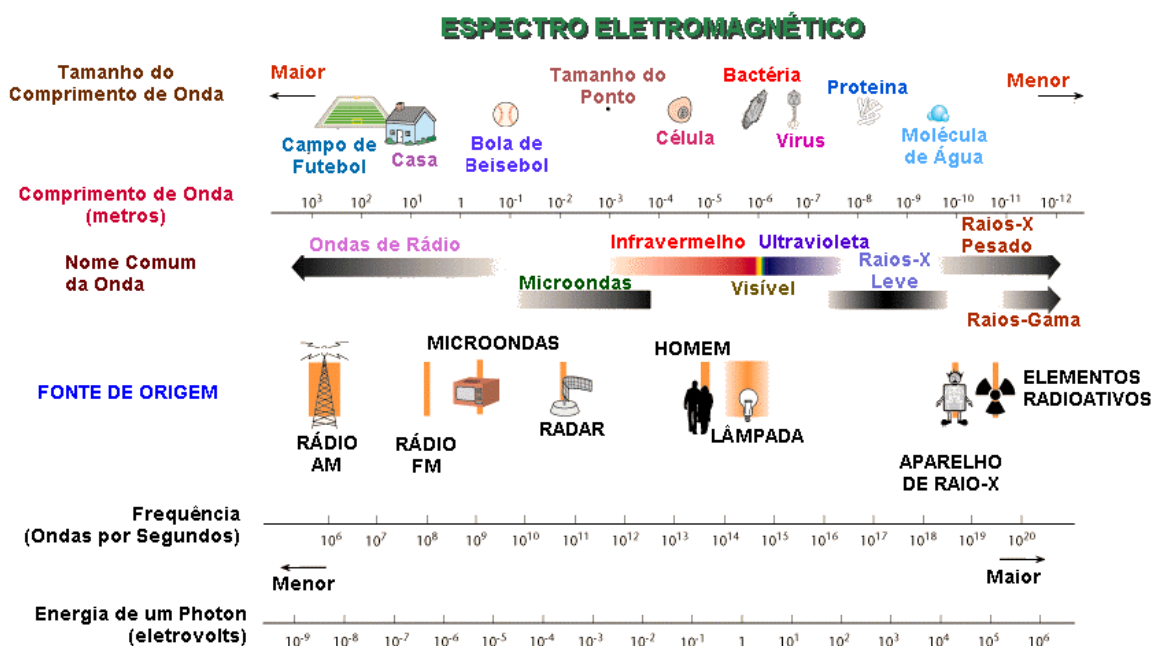 ESPECTRO ELETROMAGNÉTICO
Tamanho do
Comprimento de Onda
Maior
Campo de
Futebol
Casa
Bola de
Beisebol
Tamanho do
Ponto
Célula
Bactéria
Virus
Proteina
Molécula
de Água
Menor
Comprimento de Onda
(metros)
10³ 10² 10¹ 1 10⁻¹ 10⁻² 10⁻³ 10⁻⁴ 10⁻⁵ 10⁻⁶ 10⁻⁷ 10⁻⁸ 10⁻⁹ 10⁻¹⁰ 10⁻¹¹ 10⁻¹²
Nome Comum
da Onda
Ondas de Rádio
Microondas
Infravermelho
Visível
Ultravioleta
Raios-X
Leve
Raios-X
Pesado
Raios-Gama
FONTE DE ORIGEM
RÁDIO
AM
RÁDIO
FM
MICROONDAS
RADAR
HOMEM
LÂMPADA
APARELHO
DE RAIO-X
ELEMENTOS
RADIOATIVOS
Frequência
(Ondas por Segundos)
10⁶ 10⁷ 10⁸ 10⁹ 10¹⁰ 10¹¹ 10¹² 10¹³ 10¹⁴ 10¹⁵ 10¹⁶ 10¹⁷ 10¹⁸ 10¹⁹ 10²⁰
Menor
Maior
Energia de um Photon
(eletrovolts)
10⁻⁹ 10⁻⁸ 10⁻⁷ 10⁻⁶ 10⁻⁵ 10⁻⁴ 10⁻³ 10⁻² 10⁻¹ 1 10¹ 10² 10³ 10⁴ 10⁵ 10⁶